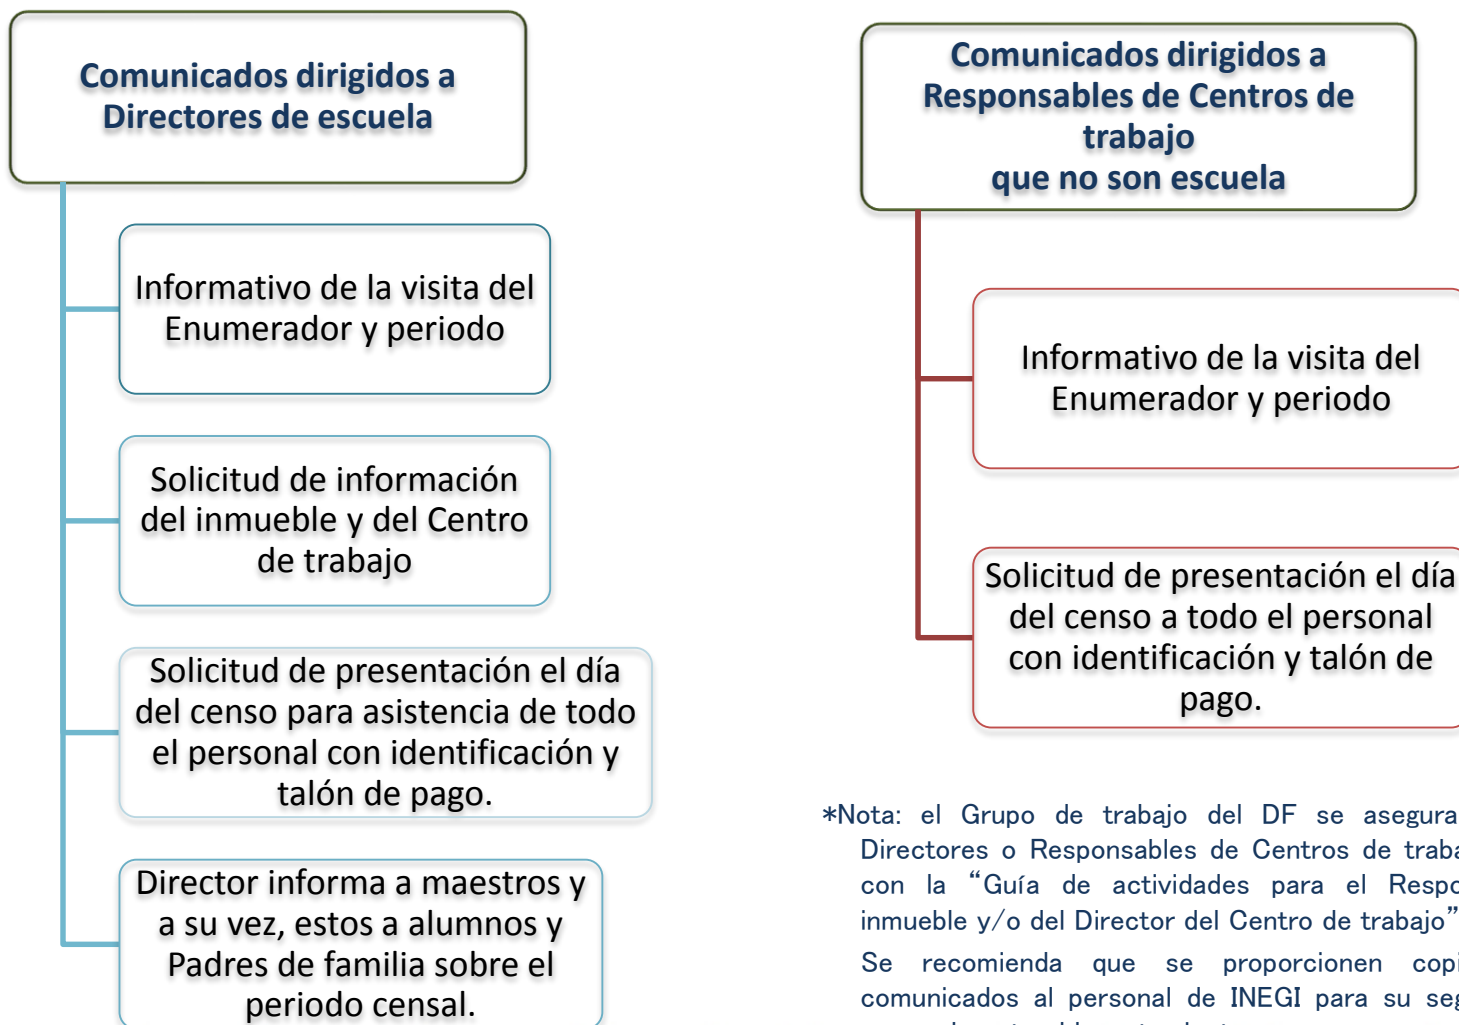 Comunicados dirigidos a
Directores de escuela
Informativo de la visita del
Enumerador y periodo
Solicitud de información
del inmueble y del Centro
de trabajo
Solicitud de presentación el día
del censo para asistencia de todo
el personal con identificación y
talón de pago.
Director informa a maestros y
a su vez, estos a alumnos y
Padres de familia sobre el
periodo censal.
Comunicados dirigidos a
Responsables de Centros de
trabajo
que no son escuela
Informativo de la visita del
Enumerador y periodo
Solicitud de presentación el día
del censo a todo el personal
con identificación y talón de
pago.
*Nota: el Grupo de trabajo del DF se asegura
Directores o Responsables de Centros de traba
con la “Guía de actividades para el Respo
inmueble y/o del Director del Centro de trabajo”
Se recomienda que se proporcionen copi
comunicados al personal de INEGI para su seg